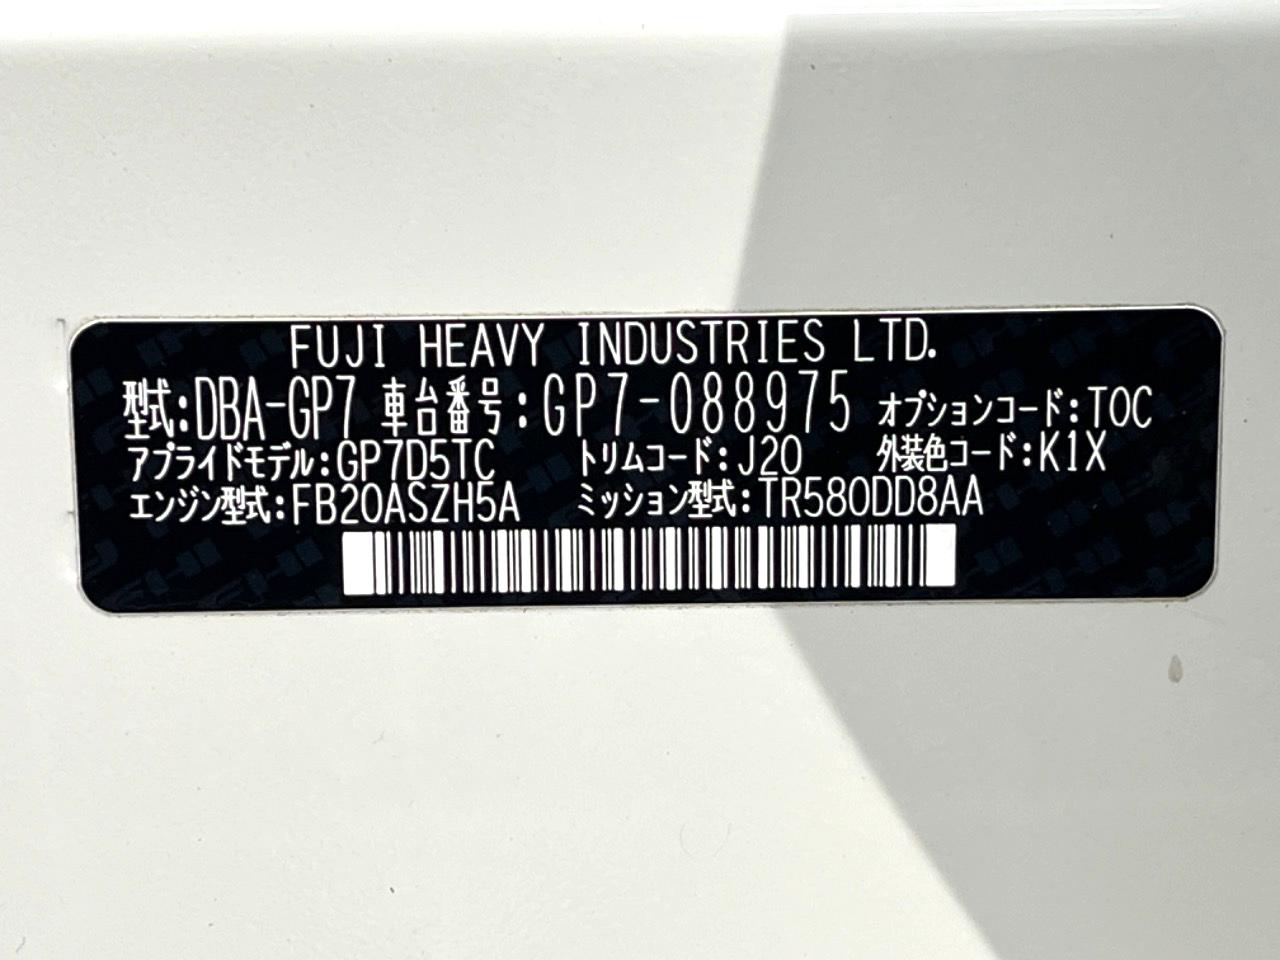 FUJI HEAVY INDUSTRIES LTD.
型式:DBA-GP7 車台番号:GP7-088975 オプションコード:TOC
アプライドモデル:GP7D5TC トリムコード:J20 外装色コード:K1X
エンジン型式:FB20ASZH5A ミッション型式:TR580DD8AA